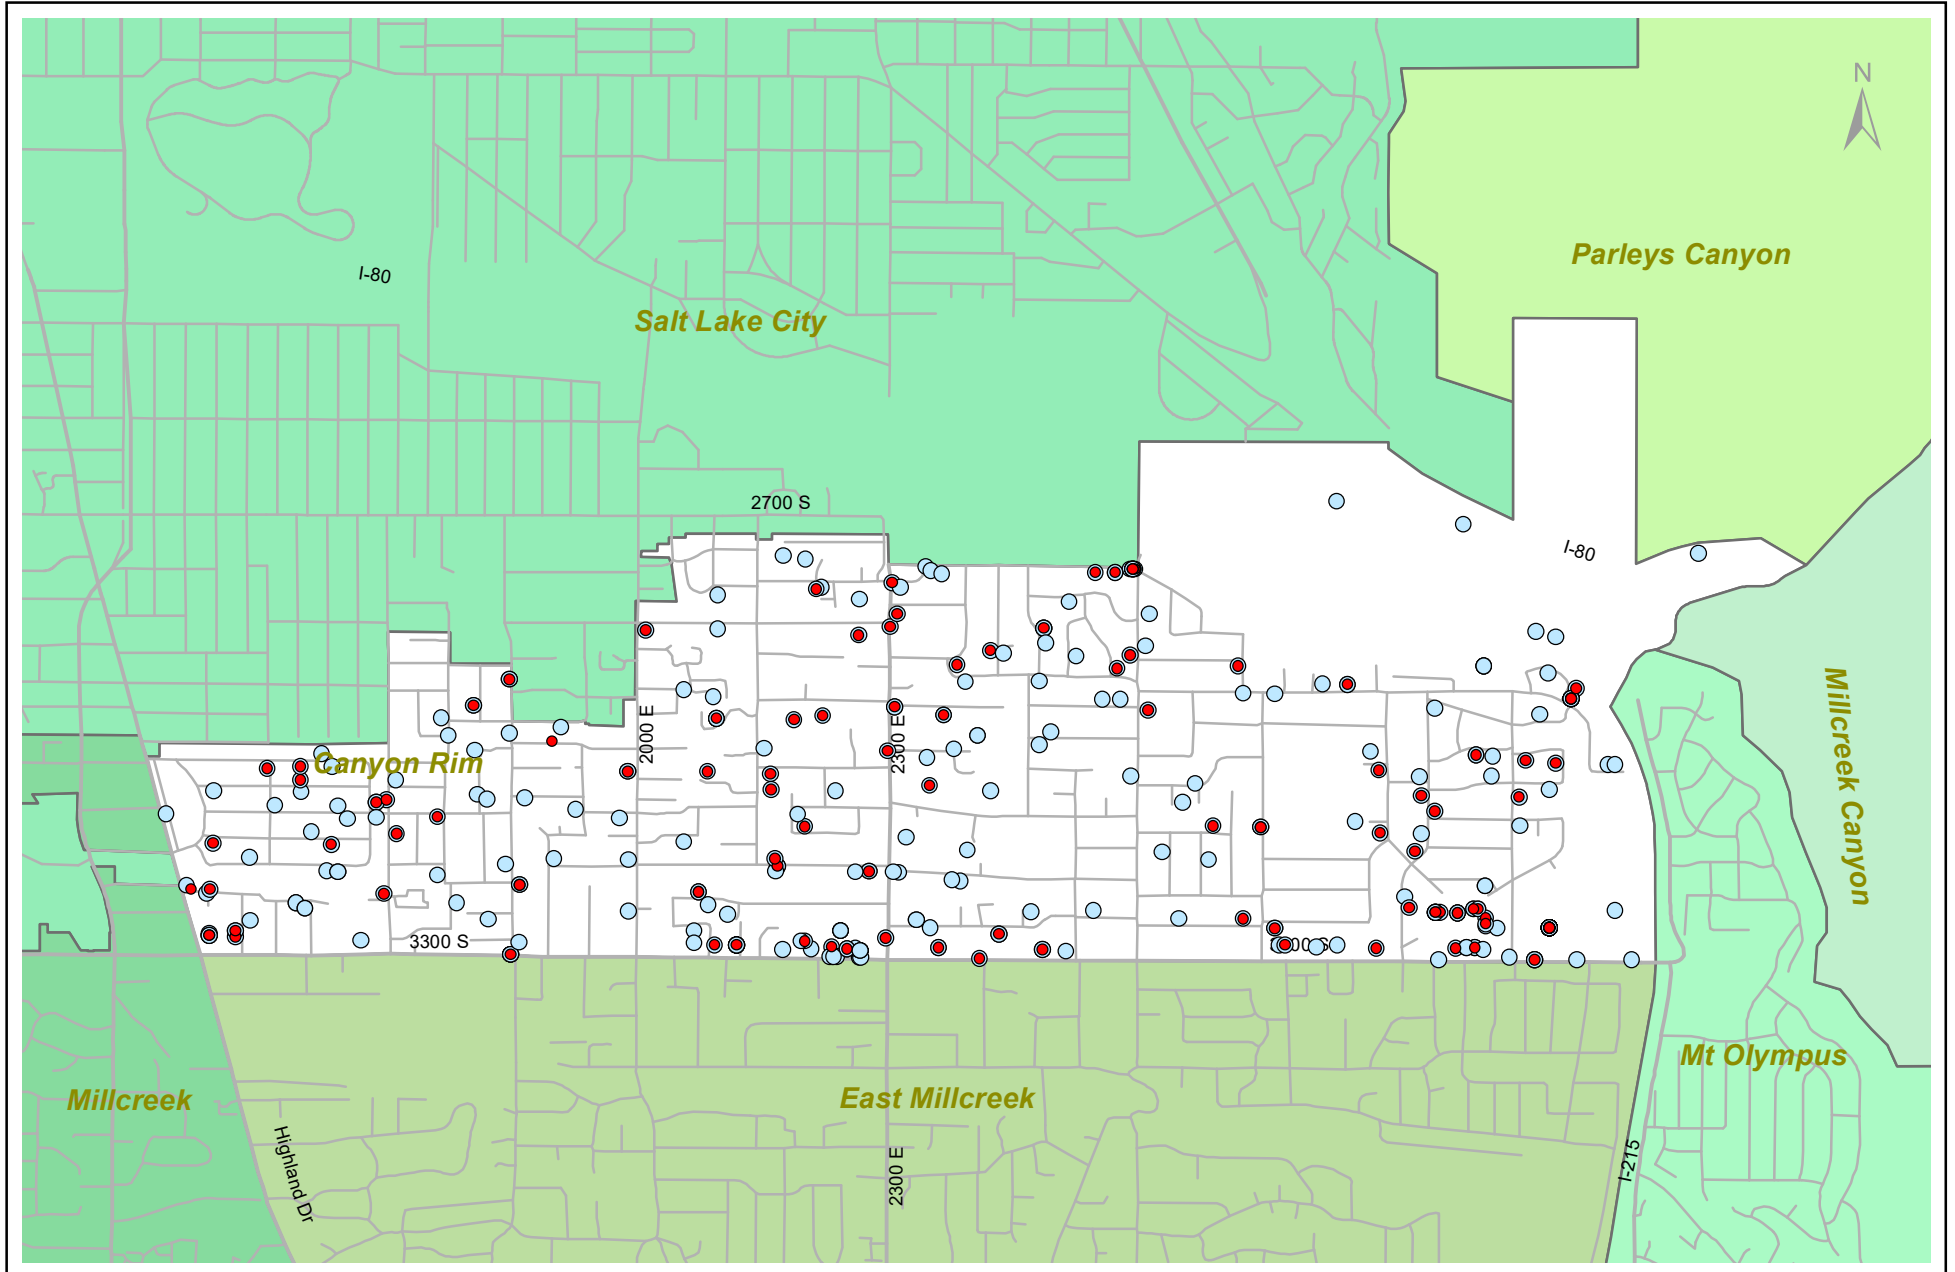 N
Parleys Canyon
I-80
Salt Lake City
2700 S
I-80
2000 E
2300 E
Canyon Rim
Millcreek Canyon
3300 S
3300 S
Mt Olympus
Millcreek
East Millcreek
Highland Dr
2300 E
I-215